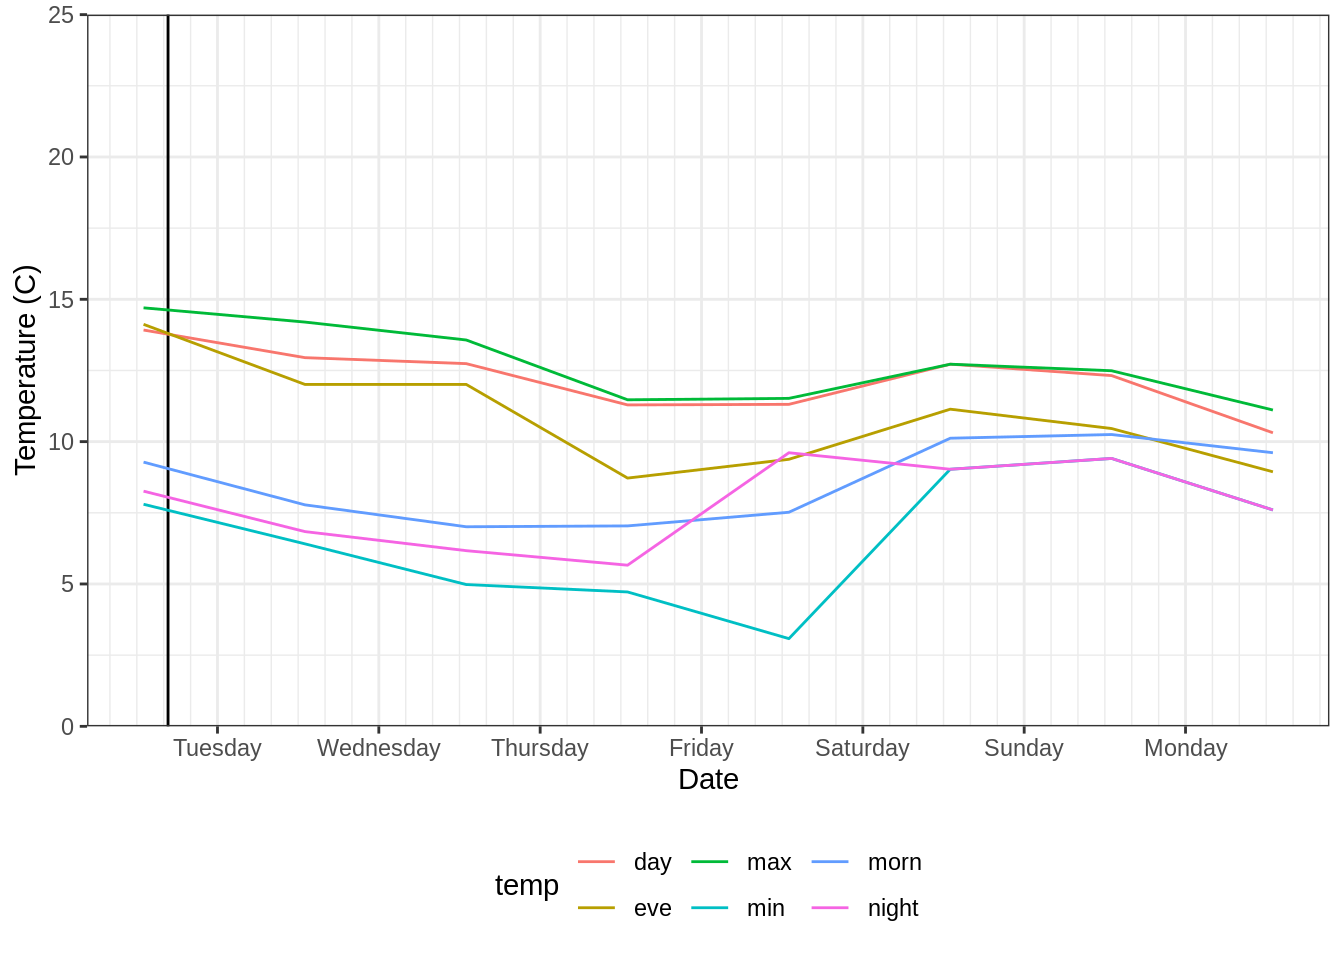 25
20
15
10
5
0
Temperature (C)
Tuesday Wednesday Thursday Friday Saturday Sunday Monday
Date
temp
day max morn
eve min night